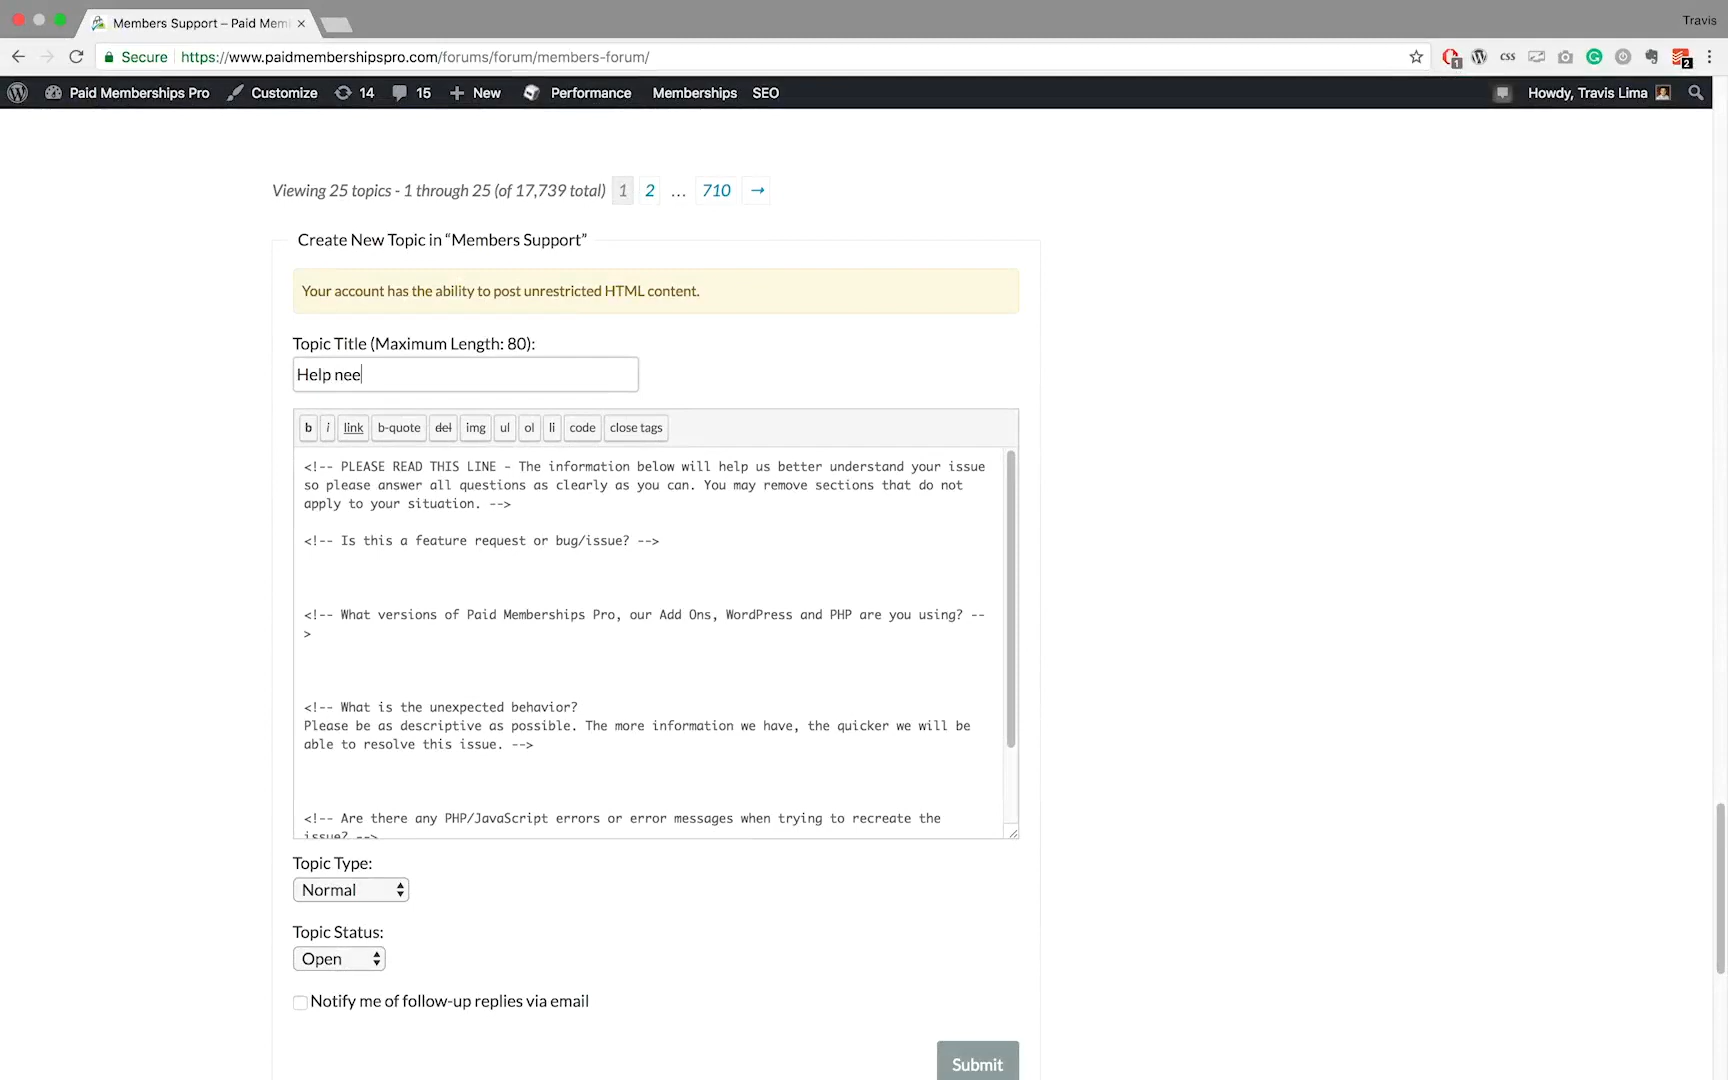 Members Support – Paid Mem
Travis
Secure https://www.paidmembershipspro.com/forums/forum/members-forum/
css
1
2
Paid Memberships Pro Customize 14 15 New Performance Memberships SEO Howdy, Travis Lima
Viewing 25 topics - 1 through 25 (of 17,739 total) 1 2 … 710 →
Create New Topic in “Members Support”
Your account has the ability to post unrestricted HTML content.
Topic Title (Maximum Length: 80):
Help nee
b i link b-quote del img ul ol li code close tags
<!-- PLEASE READ THIS LINE - The information below will help us better understand your issue
so please answer all questions as clearly as you can. You may remove sections that do not
apply to your situation. -->
<!-- Is this a feature request or bug/issue? -->
<!-- What versions of Paid Memberships Pro, our Add Ons, WordPress and PHP are you using? --
>
<!-- What is the unexpected behavior?
Please be as descriptive as possible. The more information we have, the quicker we will be
able to resolve this issue. -->
<!-- Are there any PHP/JavaScript errors or error messages when trying to recreate the
issue? -->
Topic Type:
Normal
Topic Status:
Open
Notify me of follow-up replies via email
Submit